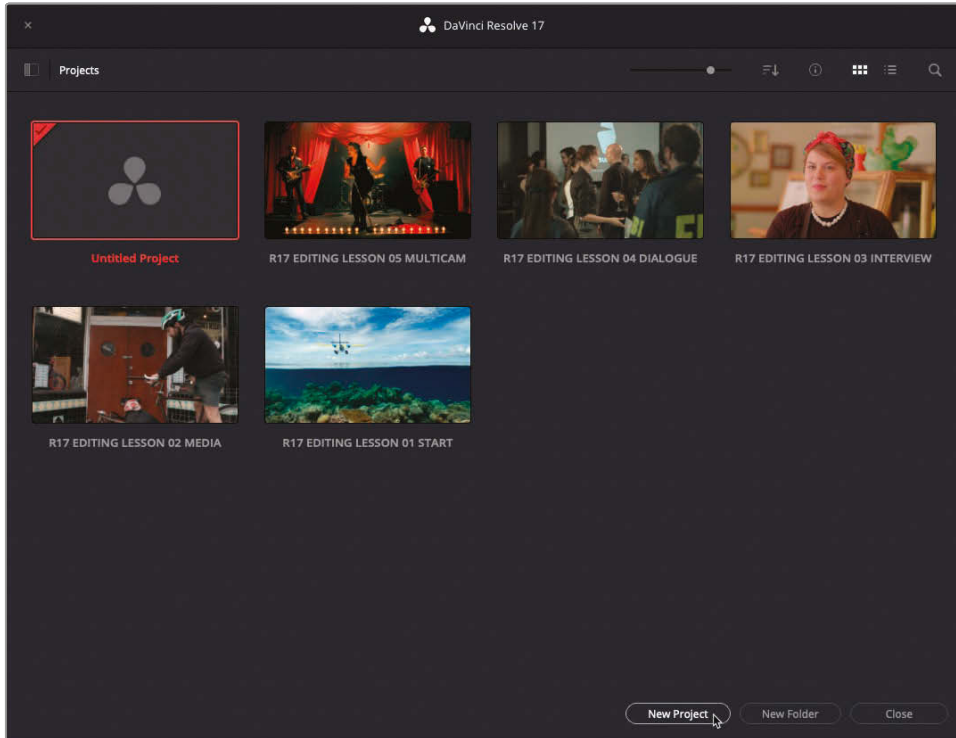 DaVinci Resolve 17
Projects
Untitled Project
R17 EDITING LESSON 05 MULTICAM
R17 EDITING LESSON 04 DIALOGUE
R17 EDITING LESSON 03 INTERVIEW
R17 EDITING LESSON 02 MEDIA
R17 EDITING LESSON 01 START
New Project
New Folder
Close